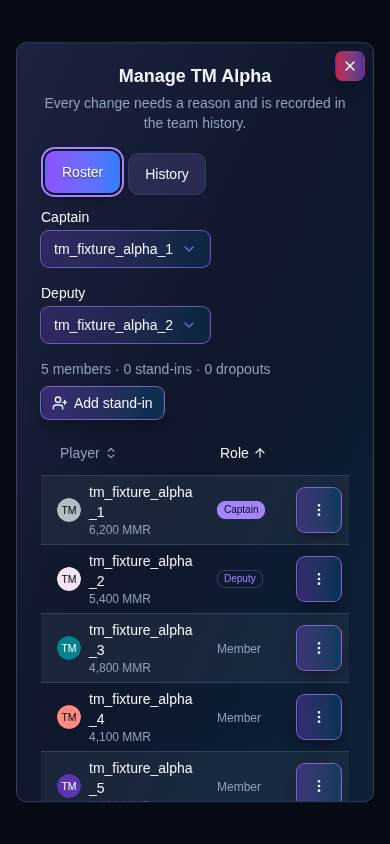 Manage TM Alpha
Every change needs a reason and is recorded in
the team history.
Roster
History
Captain
tm_fixture_alpha_1
Deputy
tm_fixture_alpha_2
5 members · 0 stand-ins · 0 dropouts
Add stand-in
Player
Role
TM
tm_fixture_alpha
_1
6,200 MMR
Captain
TM
tm_fixture_alpha
_2
5,400 MMR
Deputy
TM
tm_fixture_alpha
_3
4,800 MMR
Member
TM
tm_fixture_alpha
_4
4,100 MMR
Member
TM
tm_fixture_alpha
_5
Member